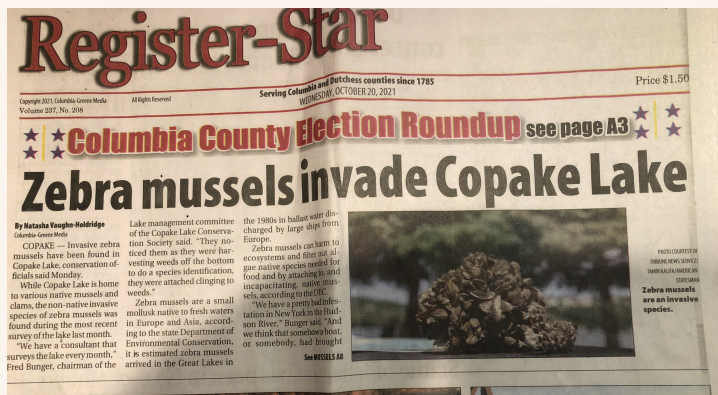 Register-Star
Serving Columbia and Dutchess counties since 1785
Price $1.50
Copyright 2021, Columbia-Greene Media
All Rights Reserved
Volume 237, No. 208
WEDNESDAY, OCTOBER 20, 2021
Columbia County Election Roundup see page A3
Zebra mussels invade Copake Lake
By Natasha Vaughn-Holdridge
Columbia-Greene Media
COPAKE — Invasive zebra
mussels have been found in
Copake Lake, conservation of-
ficials said Monday.
While Copake Lake is home
to various native mussels and
clams, the non-native invasive
species of zebra mussels was
found during the most recent
survey of the lake last month.
"We have a consultant that
surveys the lake every month,"
Fred Bunger, chairman of the
Lake management committee
of the Copake Lake Conserva-
tion Society said. "They no-
ticed them as they were har-
vesting weeds off the bottom
to do a species identification,
they were attached clinging to
weeds."
Zebra mussels are a small
mollusk native to fresh waters
in Europe and Asia, accord-
ing to the state Department of
Environmental Conservation,
it is estimated zebra mussels
arrived in the Great Lakes in
the 1980s in ballast water dis-
charged by large ships from
Europe.
Zebra mussels can harm to
ecosystems and filter out al-
gae native species needed for
food and by attaching to, and
incapacitating, native mus-
sels, according to the DEC.
"We have a pretty bad infes-
tation in New York in the Hud-
son River," Bunger said. "And
we think that somehow a boat,
or somebody, had brought
See MUSSELS A8
PHOTO COURTESY OF
TRIBUNE NEWS SERVICE/
TAMIR KALIFA/AMERICAN-
STATESMAN
Zebra mussels
are an invasive
species.